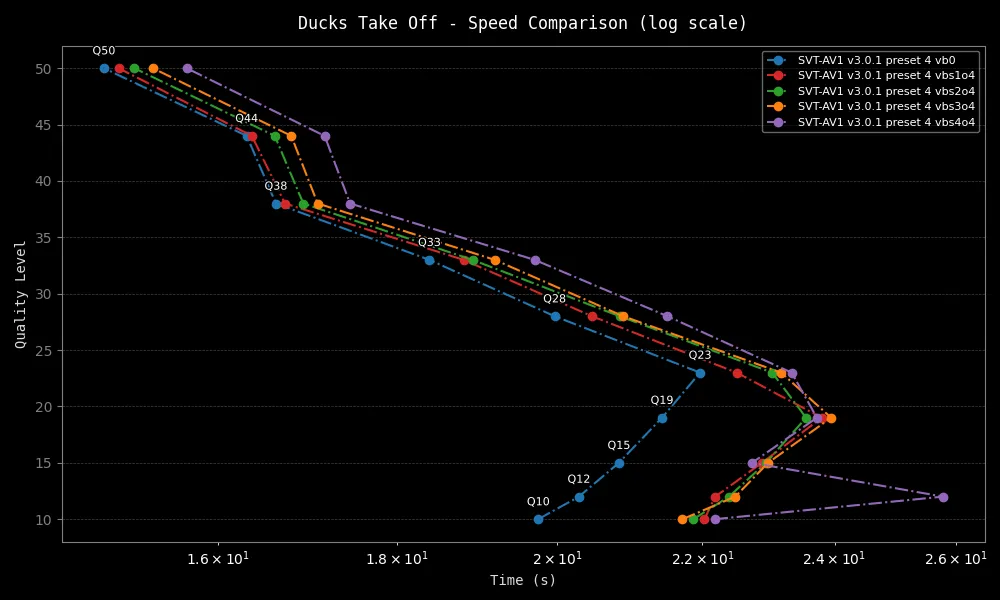 Ducks Take Off - Speed Comparison (log scale)
SVT-AV1 v3.0.1 preset 4 vb0
SVT-AV1 v3.0.1 preset 4 vbs1o4
SVT-AV1 v3.0.1 preset 4 vbs2o4
SVT-AV1 v3.0.1 preset 4 vbs3o4
SVT-AV1 v3.0.1 preset 4 vbs4o4
Quality Level
50
45
40
35
30
25
20
15
10
Q50
Q44
Q38
Q33
Q28
Q23
Q19
Q15
Q12
Q10
1.6 × 10¹
1.8 × 10¹
2 × 10¹
2.2 × 10¹
2.4 × 10¹
2.6 × 10¹
Time (s)